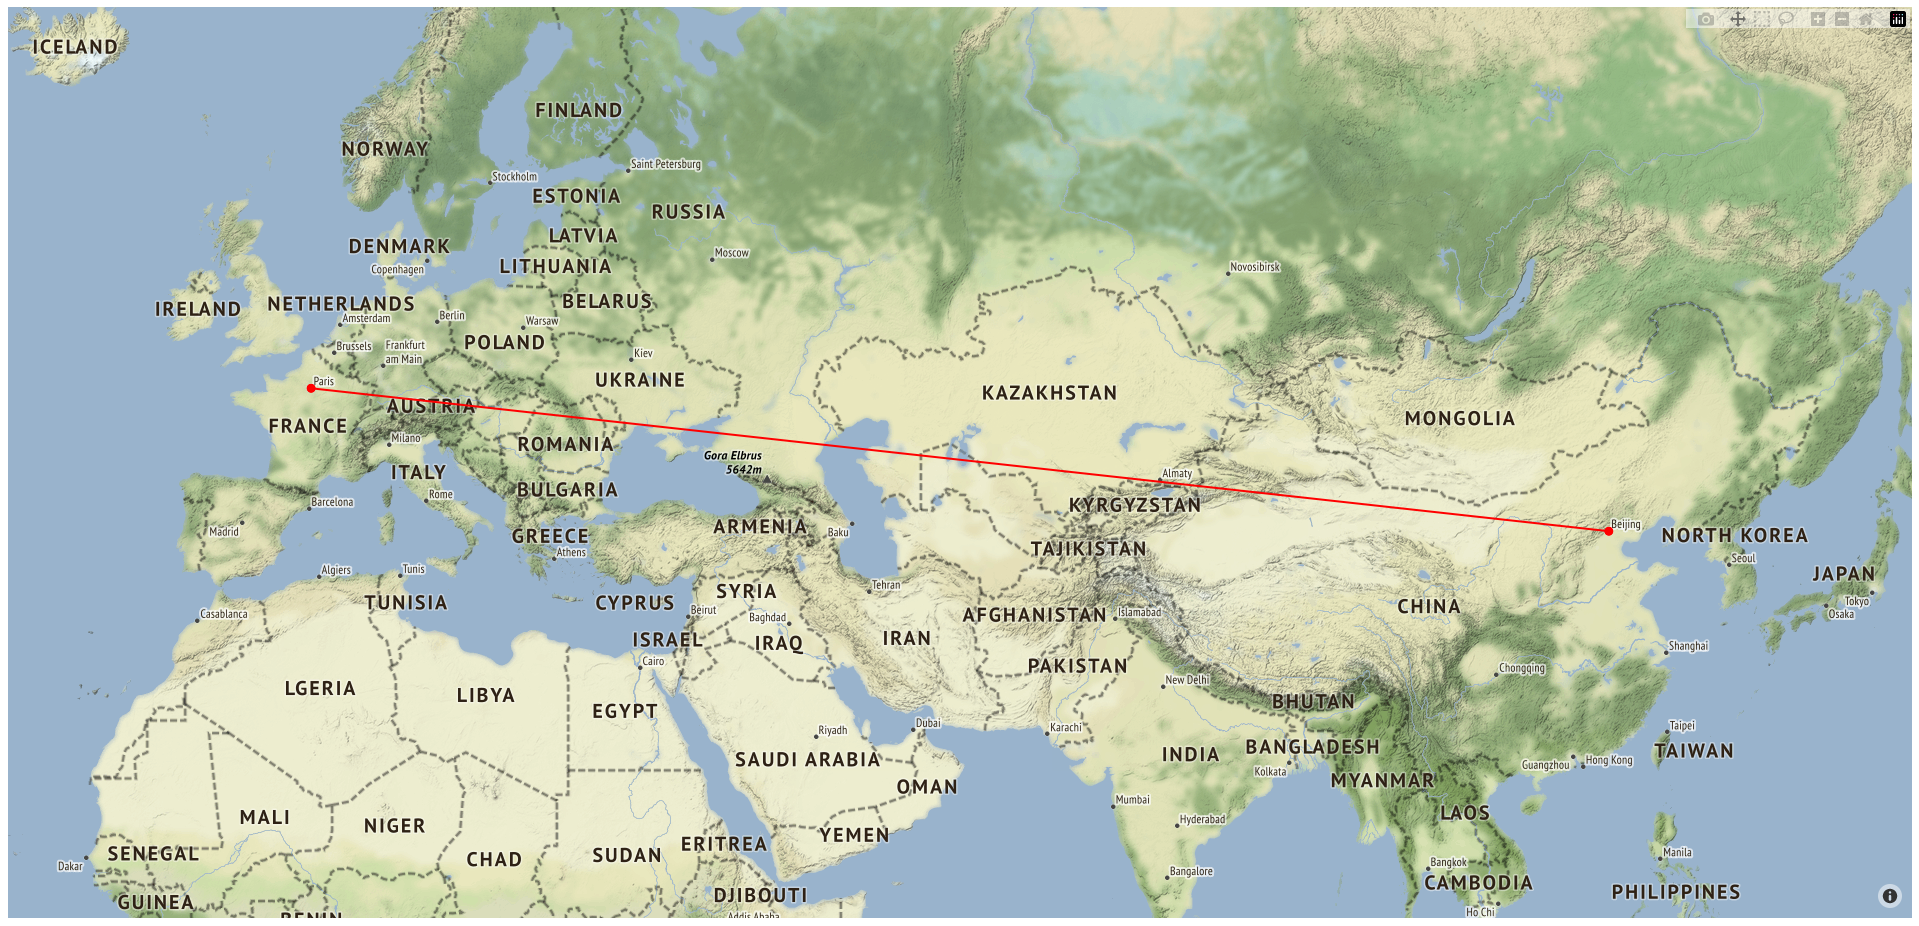 ICELAND
FINLAND
NORWAY
Saint Petersburg
Stockholm
ESTONIA
RUSSIA
LATVIA
DENMARK
Moscow
LITHUANIA
Copenhagen
Novosibirsk
BELARUS
NETHERLANDS
IRELAND
Amsterdam
Berlin
Warsaw
POLAND
Brussels
Frankfurt
am Main
Kiev
UKRAINE
Paris
KAZAKHSTAN
AUSTRIA
MONGOLIA
FRANCE
Milano
ROMANIA
Gora Elbrus
5642m
ITALY
Almaty
BULGARIA
Rome
Barcelona
KYRGYZSTAN
Beijing
ARMENIA
Madrid
Baku
GREECE
NORTH KOREA
Athens
TAJIKISTAN
Seoul
Algiers
Tunis
JAPAN
Tehran
SYRIA
Tokyo
TUNISIA
CYPRUS
CHINA
Casablanca
Beirut
Baghdad
AFGHANISTAN
Islamabad
Osaka
ISRAEL
IRAQ
IRAN
Shanghai
Cairo
PAKISTAN
Chongqing
LGERIA
LIBYA
New Delhi
BHUTAN
EGYPT
Dubai
Riyadh
Karachi
Taipei
SAUDI ARABIA
INDIA
BANGLADESH
TAIWAN
Kolkata
Guangzhou
Hong Kong
OMAN
MYANMAR
Mumbai
MALI
NIGER
Hyderabad
LAOS
YEMEN
ERITREA
SENEGAL
CHAD
SUDAN
Dakar
Manila
Bangkok
Bangalore
CAMBODIA
DJIBOUTI
PHILIPPINES
GUINEA
Ho Chi
BENIN
Addis Ababa